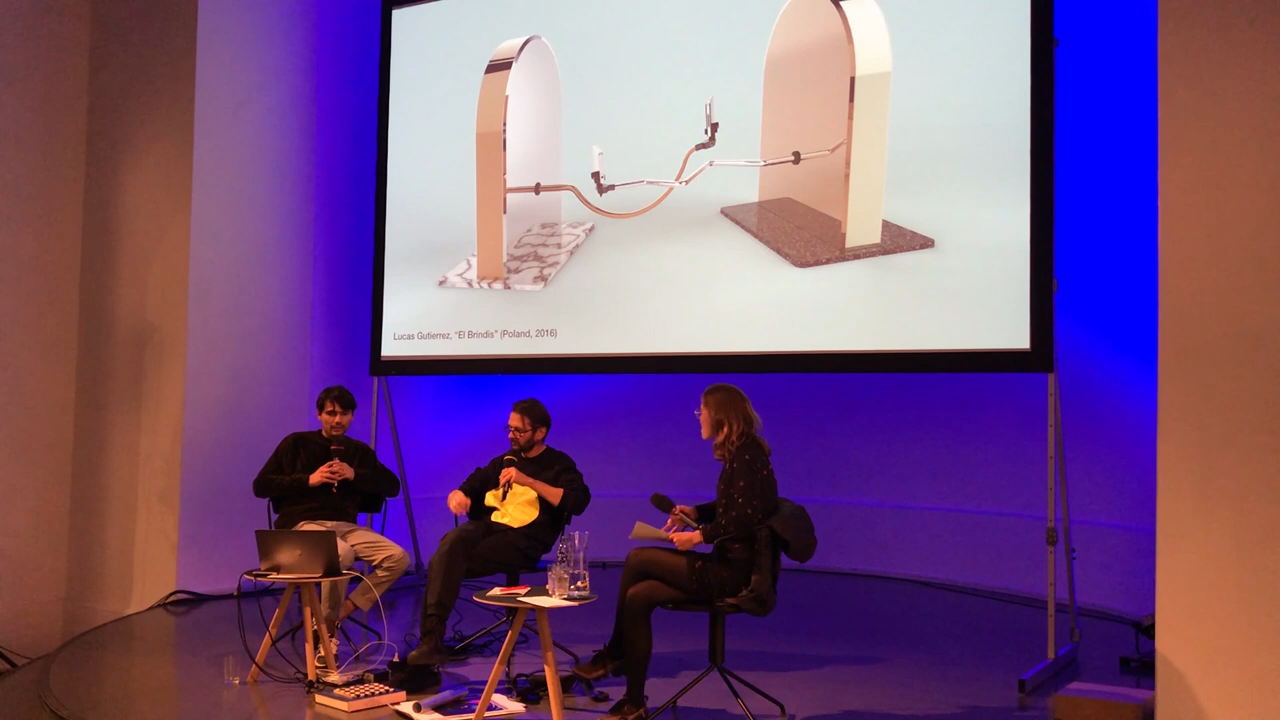 Lucas Gutierrez, “El Brindis” (Poland, 2016)